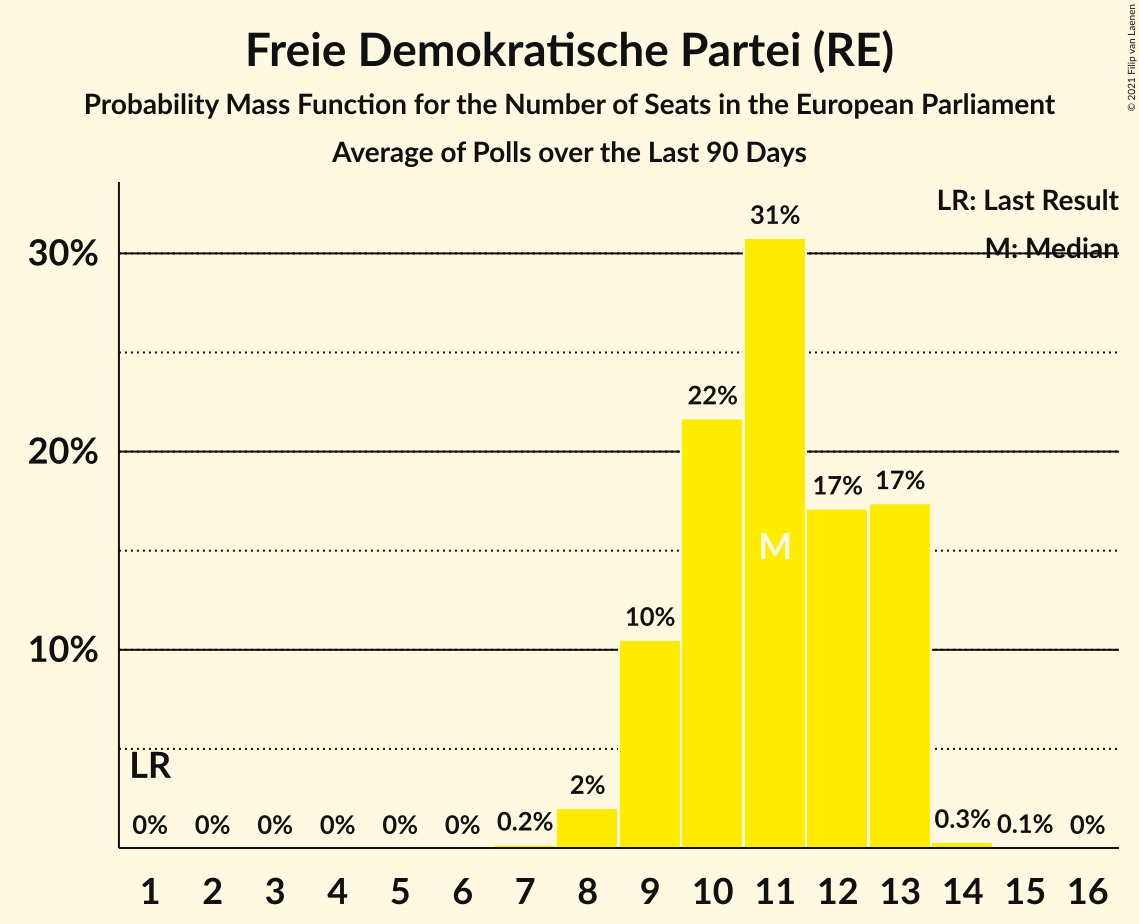 Freie Demokratische Partei (RE)
Probability Mass Function for the Number of Seats in the European Parliament
Average of Polls over the Last 90 Days
© 2021 Filip van Laenen
LR: Last Result
M: Median
30%
20%
10%
31%
22%
17% 17%
M
10%
LR
2%
0% 0% 0% 0% 0% 0% 0.2% 0.3% 0.1% 0%
1 2 3 4 5 6 7 8 9 10 11 12 13 14 15 16